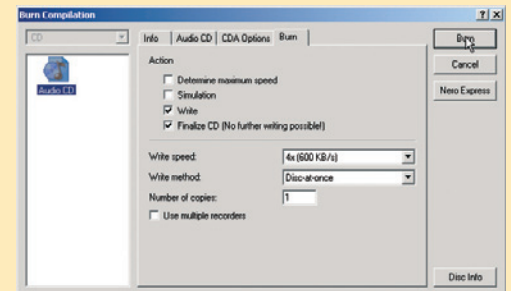 Burn Compilation
CD
Info Audio CD CDA Options Burn
Burn
Action
Cancel
Determine maximum speed
Audio CD
Simulation
Nero Express
Write
Finalize CD (No further writing possible!)
Write speed: 4x (600 KB/s)
Write method: Disc-at-once
Number of copies: 1
Use multiple recorders
Disc Info